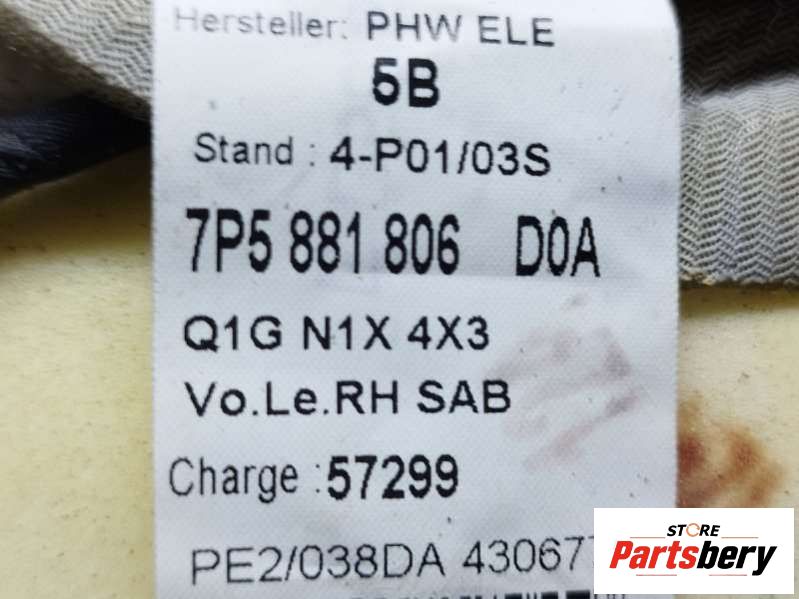 Hersteller: PHW ELE
5B
Stand : 4-P01/03S
7P5 881 806 D0A
Q1G N1X 4X3
Vo.Le.RH SAB
Charge :57299
PE2/038DA 43067
STORE
Partsbery